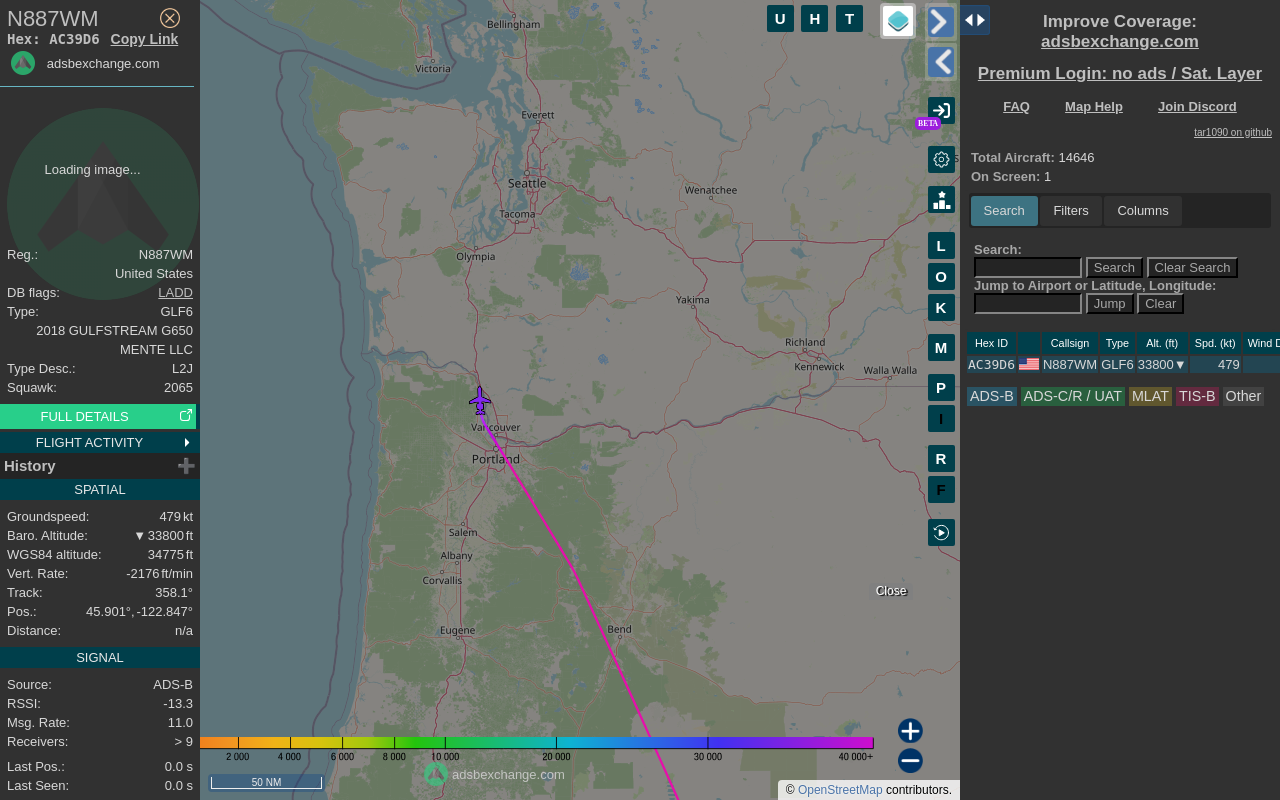 N887WM
Hex: AC39D6 Copy Link
adsbexchange.com
Loading image...
Reg.: N887WM
United States
DB flags: LADD
Type: GLF6
2018 GULFSTREAM G650
MENTE LLC
Type Desc.: L2J
Squawk: 2065
FULL DETAILS
FLIGHT ACTIVITY
History
SPATIAL
Groundspeed: 479 kt
Baro. Altitude: ▼ 33800 ft
WGS84 altitude: 34775 ft
Vert. Rate: -2176 ft/min
Track: 358.1°
Pos.: 45.901°, -122.847°
Distance: n/a
SIGNAL
Source: ADS-B
RSSI: -13.3
Msg. Rate: 11.0
Receivers: > 9
Last Pos.: 0.0 s
Last Seen: 0.0 s
Bellingham
Victoria
Everett
Seattle
Wenatchee
Tacoma
Olympia
Yakima
Richland
Kennewick
Walla Walla
Vancouver
Portland
Salem
Albany
Corvallis
Eugene
Bend
Close
2 000 4 000 6 000 8 000 10 000 20 000 30 000 40 000+
adsbexchange.com
50 NM
© OpenStreetMap contributors.
U H T
BETA
L
O
K
M
P
I
R
F
Improve Coverage:
adsbexchange.com
Premium Login: no ads / Sat. Layer
FAQ Map Help Join Discord
tar1090 on github
Total Aircraft: 14646
On Screen: 1
Search Filters Columns
Search:
Search Clear Search
Jump to Airport or Latitude, Longitude:
Jump Clear
Hex ID Callsign Type Alt. (ft) Spd. (kt) Wind D
AC39D6 N887WM GLF6 33800▼ 479
ADS-B ADS-C/R / UAT MLAT TIS-B Other